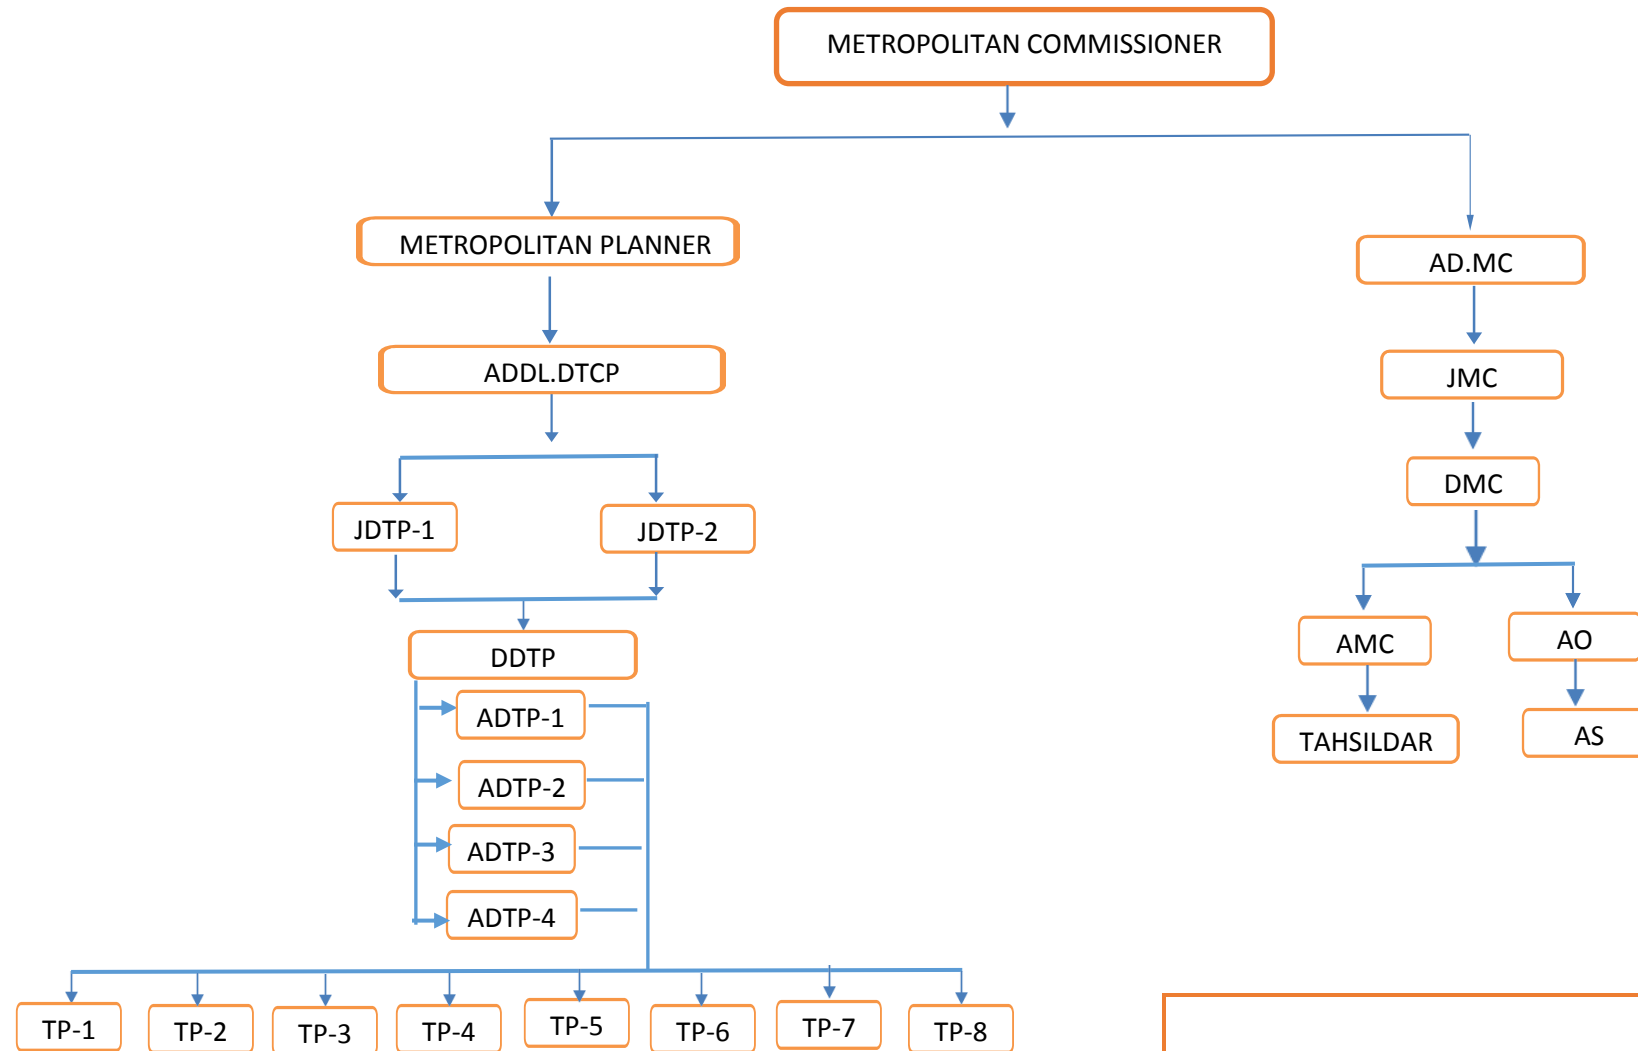 METROPOLITAN COMMISSIONER
METROPOLITAN PLANNER
AD.MC
ADDL.DTCP
JMC
DMC
JDTP-1
JDTP-2
AMC
AO
DDTP
ADTP-1
TAHSILDAR
AS
ADTP-2
ADTP-3
ADTP-4
TP-1
TP-2
TP-3
TP-4
TP-5
TP-6
TP-7
TP-8